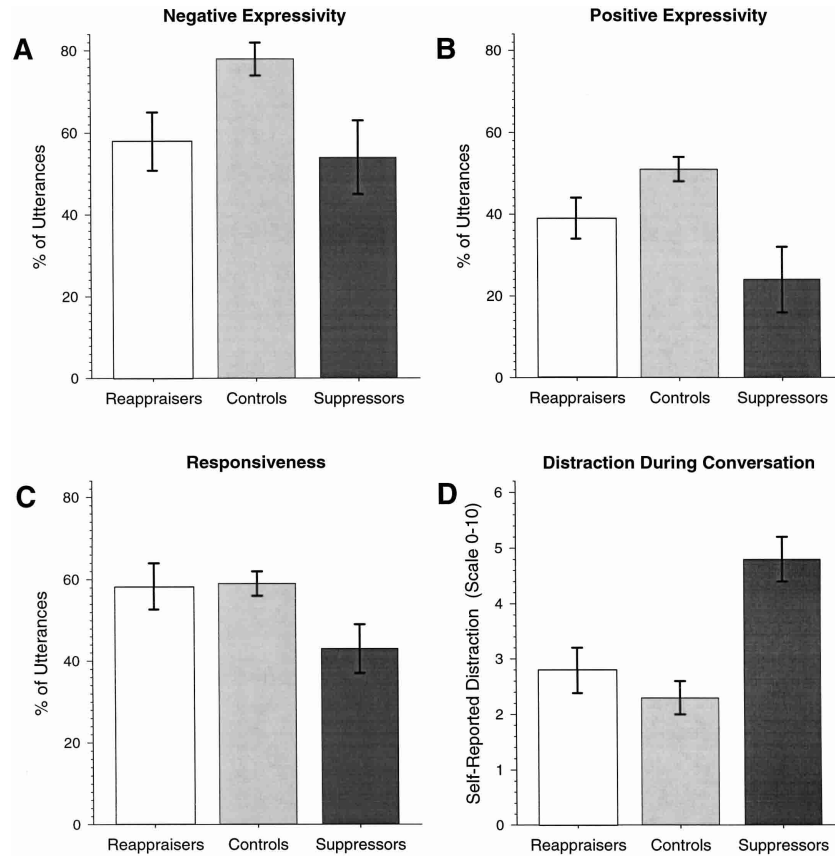 Negative Expressivity
A
% of Utterances
80
60
40
20
0
Reappraisers Controls Suppressors
Positive Expressivity
B
% of Utterances
80
60
40
20
0
Reappraisers Controls Suppressors
Responsiveness
C
% of Utterances
80
60
40
20
0
Reappraisers Controls Suppressors
Distraction During Conversation
D
Self-Reported Distraction (Scale 0-10)
6
5
4
3
2
1
0
Reappraisers Controls Suppressors